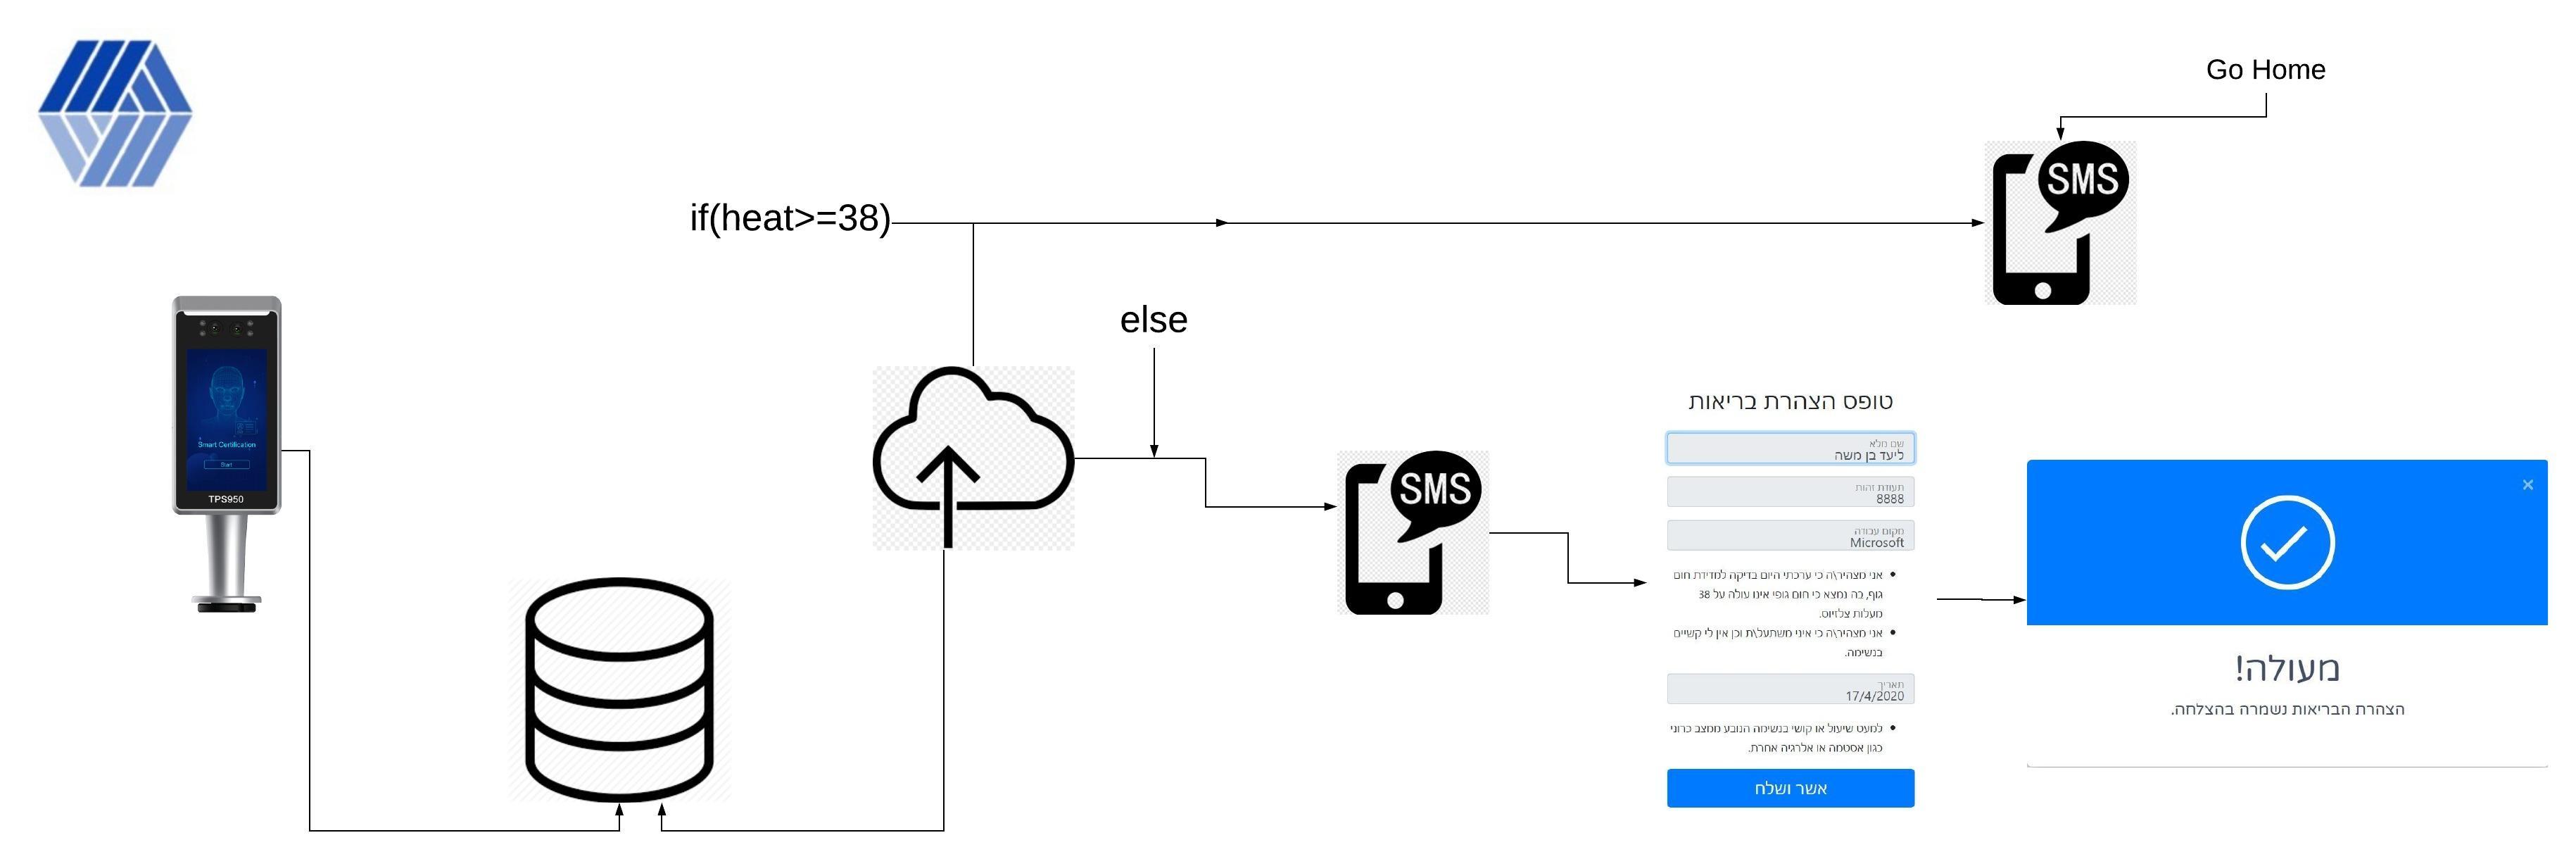 Go Home
SMS
if(heat>=38)
else
Smart Certification
Start
TPS950
SMS
טופס הצהרת בריאות
שם מלא
ליעד בן משה
תעודת זהות
8888
מקום עבודה
Microsoft
• אני מצהיר\ה כי ערכתי היום בדיקה למדידת חום
גוף, בה נמצא כי חום גופי אינו עולה על 38
מעלות צלזיוס.
• אני מצהיר\ה כי איני משתעל\ת וכן אין לי קשיים
בנשימה.
תאריך
17/4/2020
• למעט שיעול או קושי בנשימה הנובע ממצב כרוני
כגון אסטמה או אלרגיה אחרת.
אשר ושלח
×
מעולה!
הצהרת הבריאות נשמרה בהצלחה.